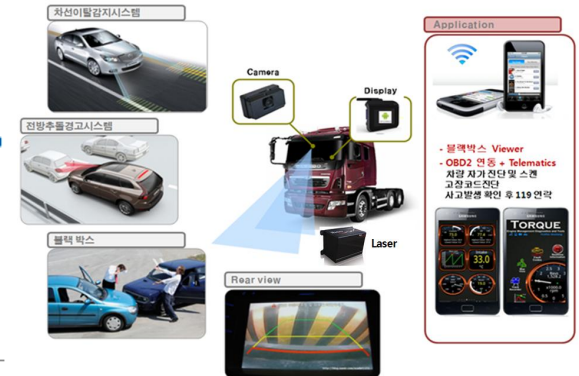 차선이탈감지시스템
전방추돌경고시스템
블랙 박스
Camera
Display
Laser
Rear view
Application
- 블랙박스 Viewer
- OBD2 연동 + Telematics
차량 자가 진단 및 스캔
고장코드진단
사고발생 확인 후 119 연락
SAMSUNG
SAMSUNG
TORQUE
33.0